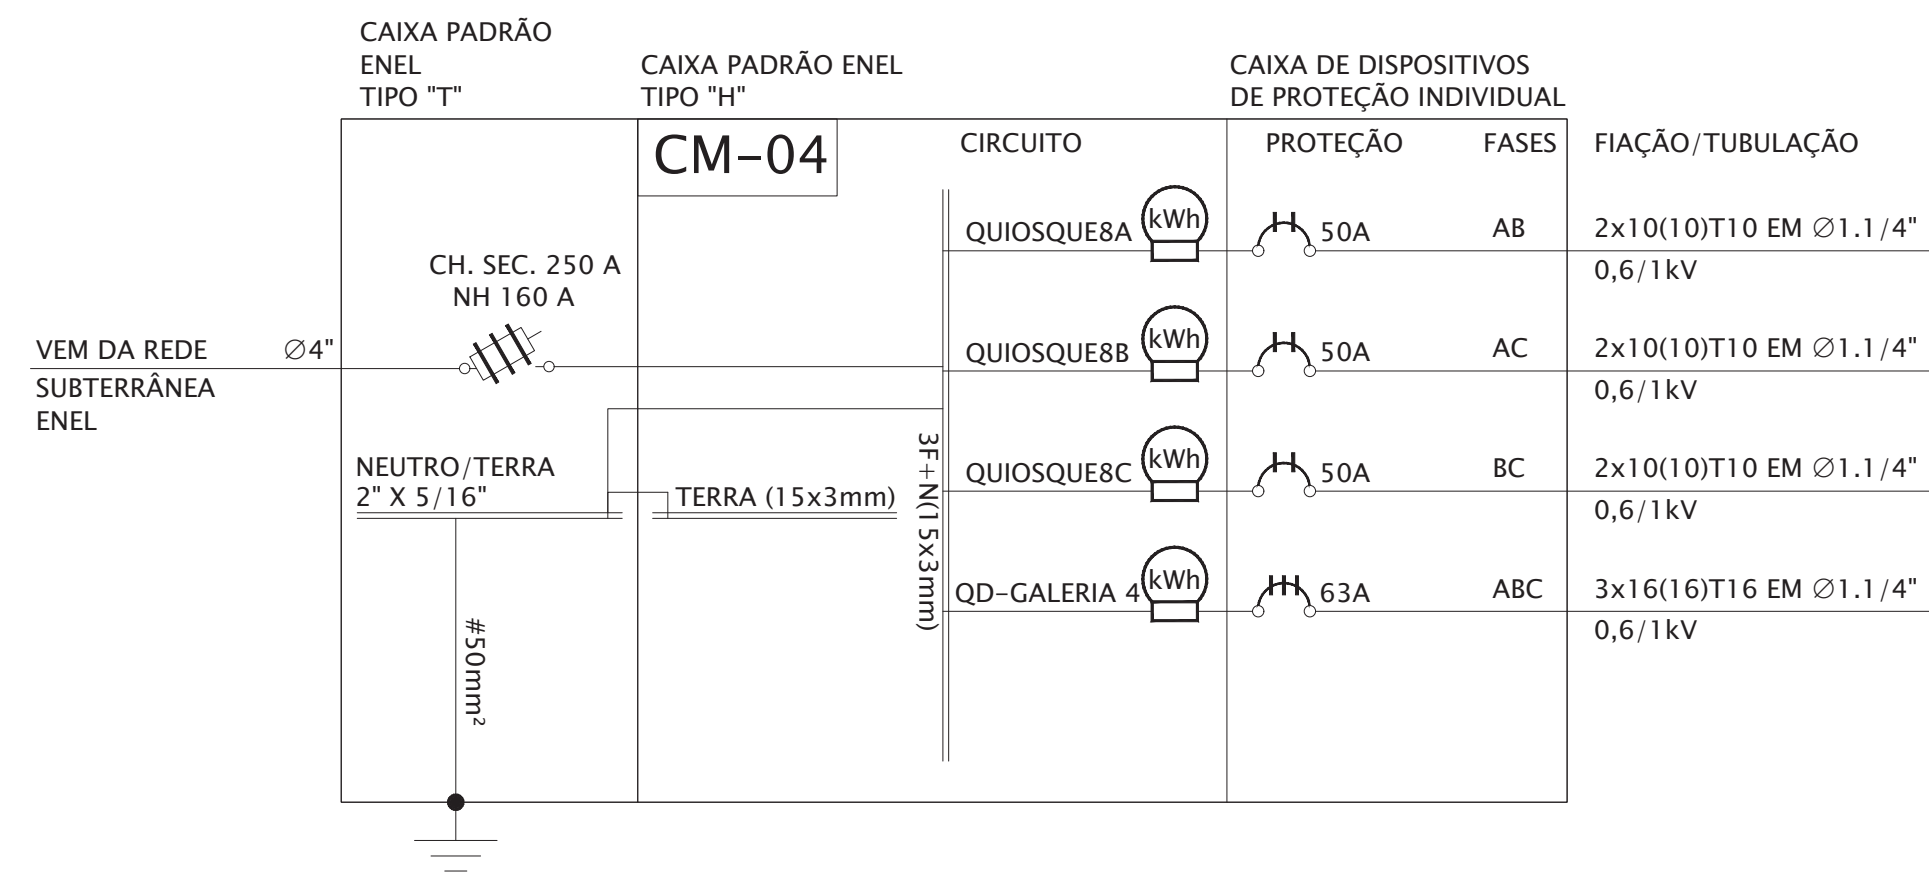 CAIXA PADRÃO
ENEL
TIPO "T"
CAIXA PADRÃO ENEL
TIPO "H"
CAIXA DE DISPOSITIVOS
DE PROTEÇÃO INDIVIDUAL
CM-04
CIRCUITO
PROTEÇÃO
FASES
FIAÇÃO/TUBULAÇÃO
QUIOSQUE8A
kWh
50A
AB
2x10(10)T10 EM ∅1.1/4"
0,6/1kV
CH. SEC. 250 A
NH 160 A
VEM DA REDE
∅4"
SUBTERRÂNEA
ENEL
QUIOSQUE8B
kWh
50A
AC
2x10(10)T10 EM ∅1.1/4"
0,6/1kV
NEUTRO/TERRA
2" X 5/16"
TERRA (15x3mm)
3F+N(15x3mm)
QUIOSQUE8C
kWh
50A
BC
2x10(10)T10 EM ∅1.1/4"
0,6/1kV
QD-GALERIA 4
kWh
63A
ABC
3x16(16)T16 EM ∅1.1/4"
0,6/1kV
#50mm²